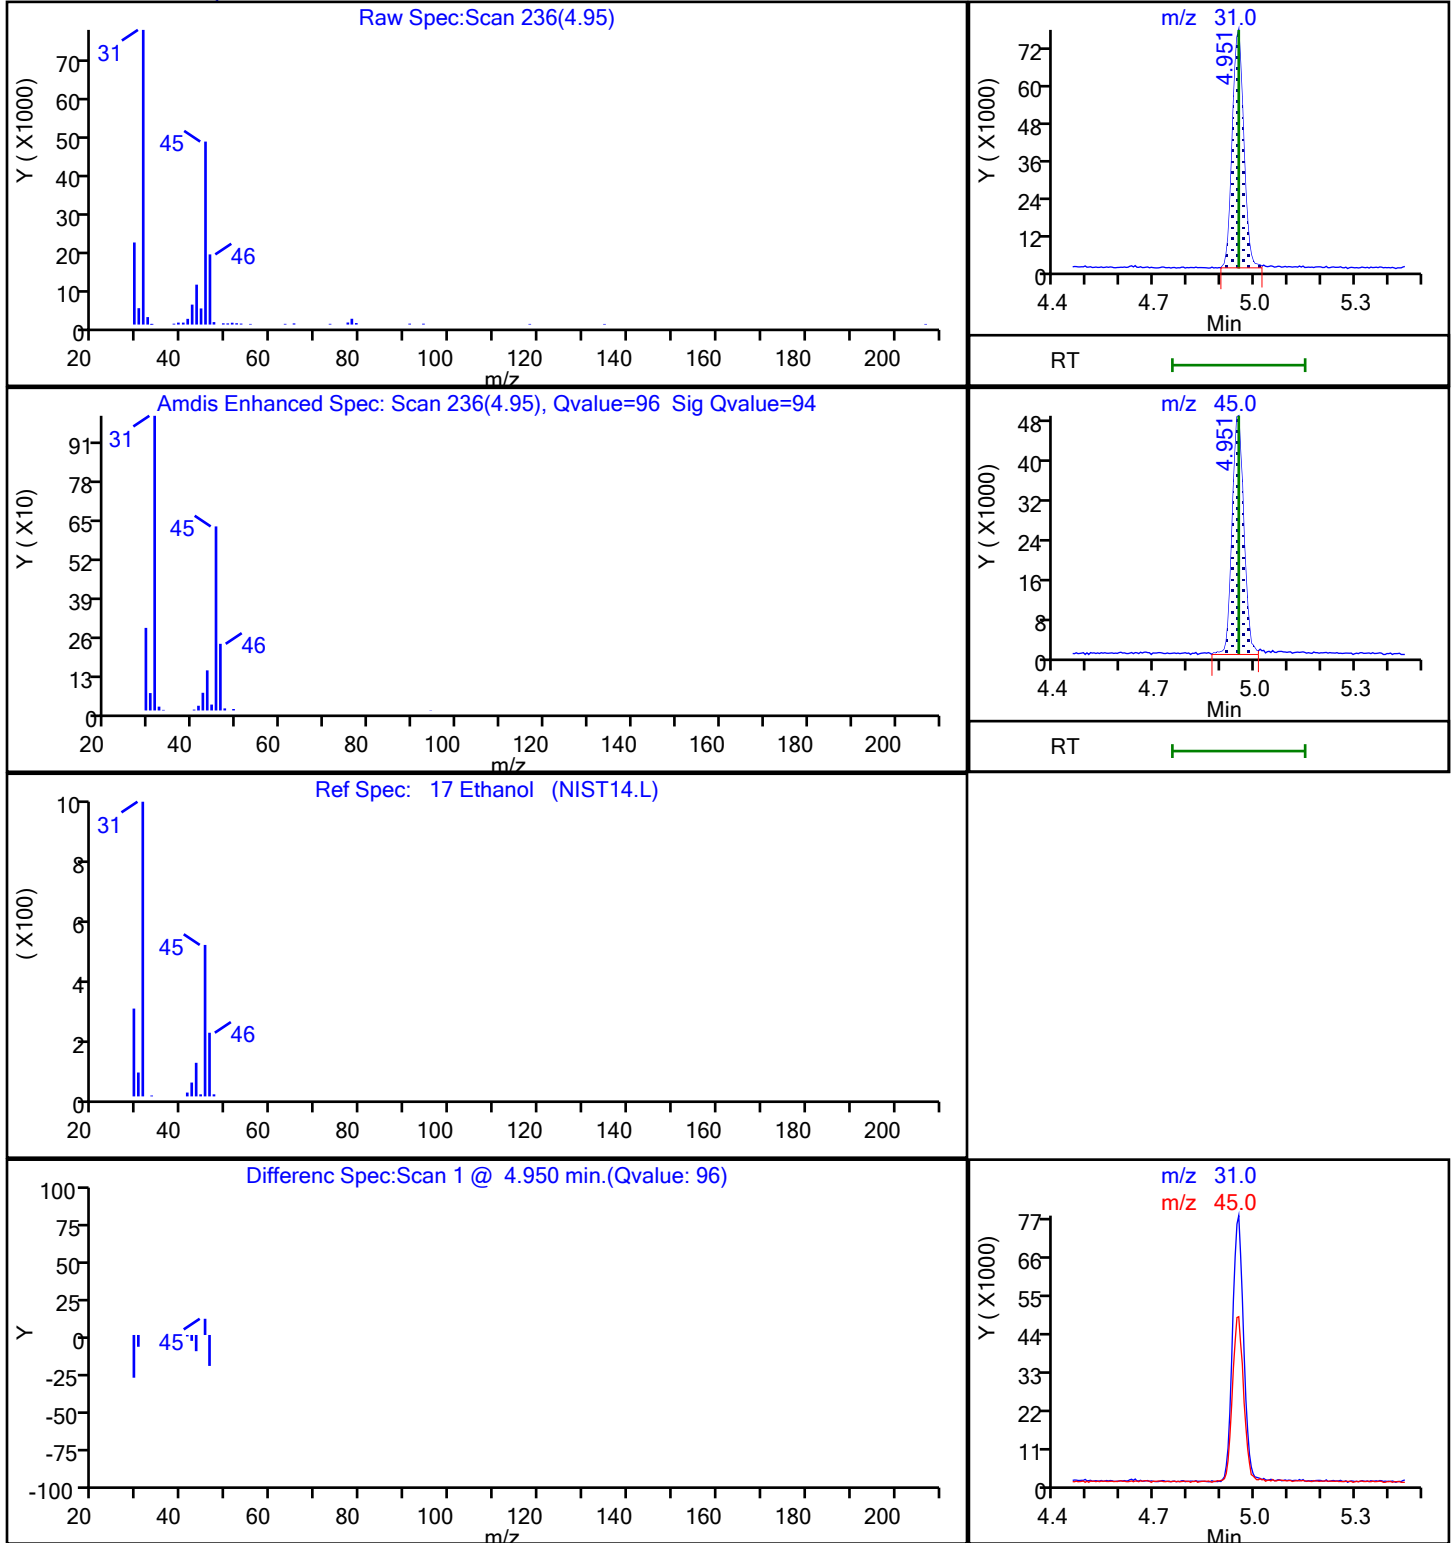 Raw Spec:Scan 236(4.95)
Y ( X1000)
70
60
50
40
30
20
10
0
31
45
46
20 40 60 80 100 120 140 160 180 200
m/z
m/z 31.0
Y ( X1000)
72
60
48
36
24
12
0
4.951
4.4 4.7 5.0 5.3
Min
RT
Amdis Enhanced Spec: Scan 236(4.95), Qvalue=96 Sig Qvalue=94
Y ( X10)
91
78
65
52
39
26
13
0
31
45
46
20 40 60 80 100 120 140 160 180 200
m/z
m/z 45.0
Y ( X1000)
48
40
32
24
16
8
0
4.951
4.4 4.7 5.0 5.3
Min
RT
Ref Spec: 17 Ethanol (NIST14.L)
( X100)
10
8
6
4
2
0
31
45
46
20 40 60 80 100 120 140 160 180 200
Differenc Spec:Scan 1 @ 4.950 min.(Qvalue: 96)
Y
100
75
50
25
0
-25
-50
-75
-100
45
20 40 60 80 100 120 140 160 180 200
m/z
m/z 31.0
m/z 45.0
Y ( X1000)
77
66
55
44
33
22
11
0
4.4 4.7 5.0 5.3
Min